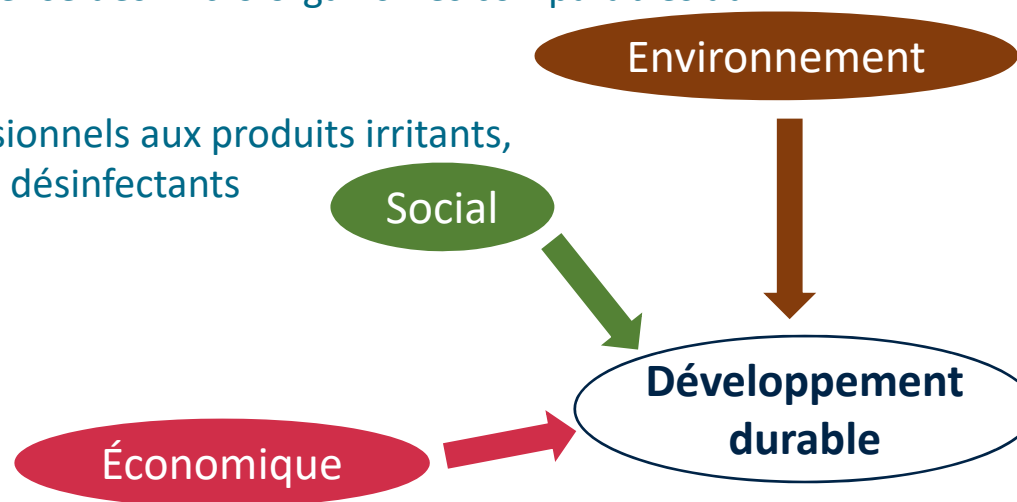 Environnement
sionnels aux produits irritants,
désinfectants
Social
Développement
durable
Économique